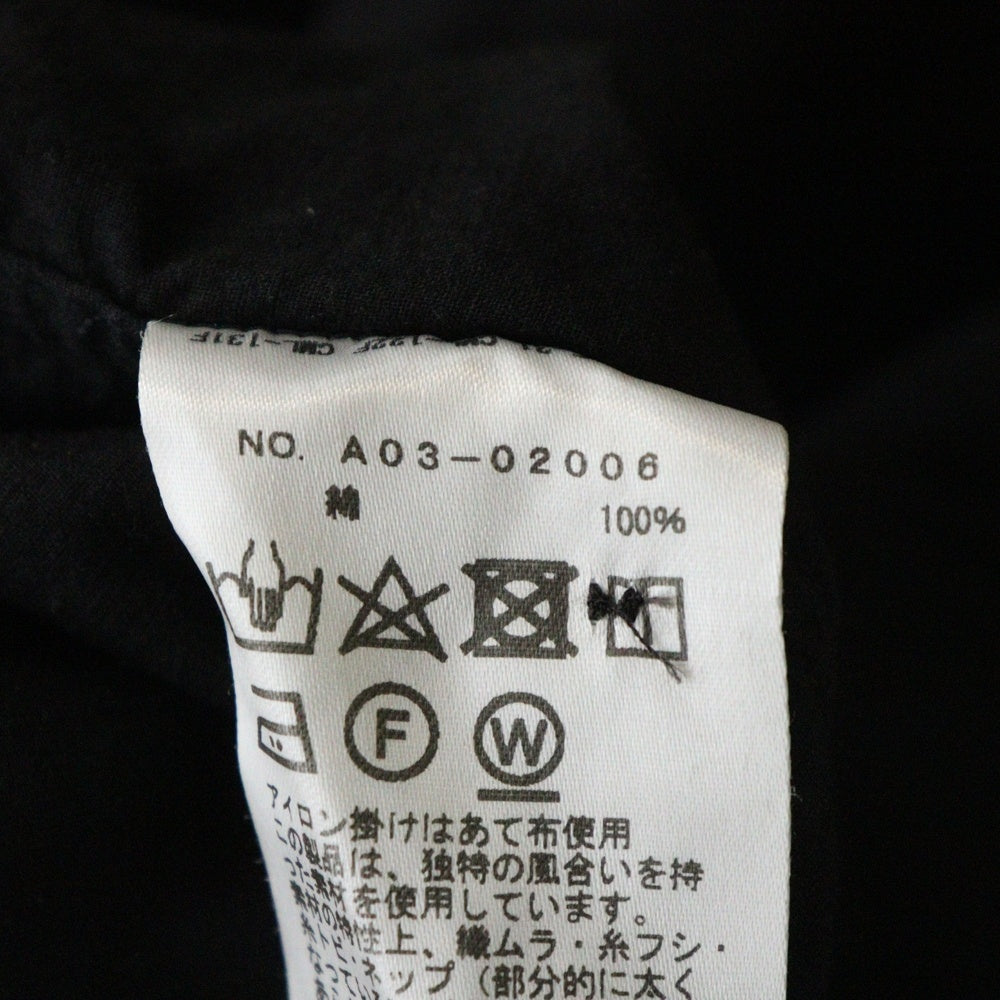 CML-131F
NO. A03-02006
綿 100%
F W
アイロン掛けはあて布使用
この製品は、独特の風合いを持
った素材を使用しています。
性上、織ムラ・糸フシ・
ップ（部分的に太く